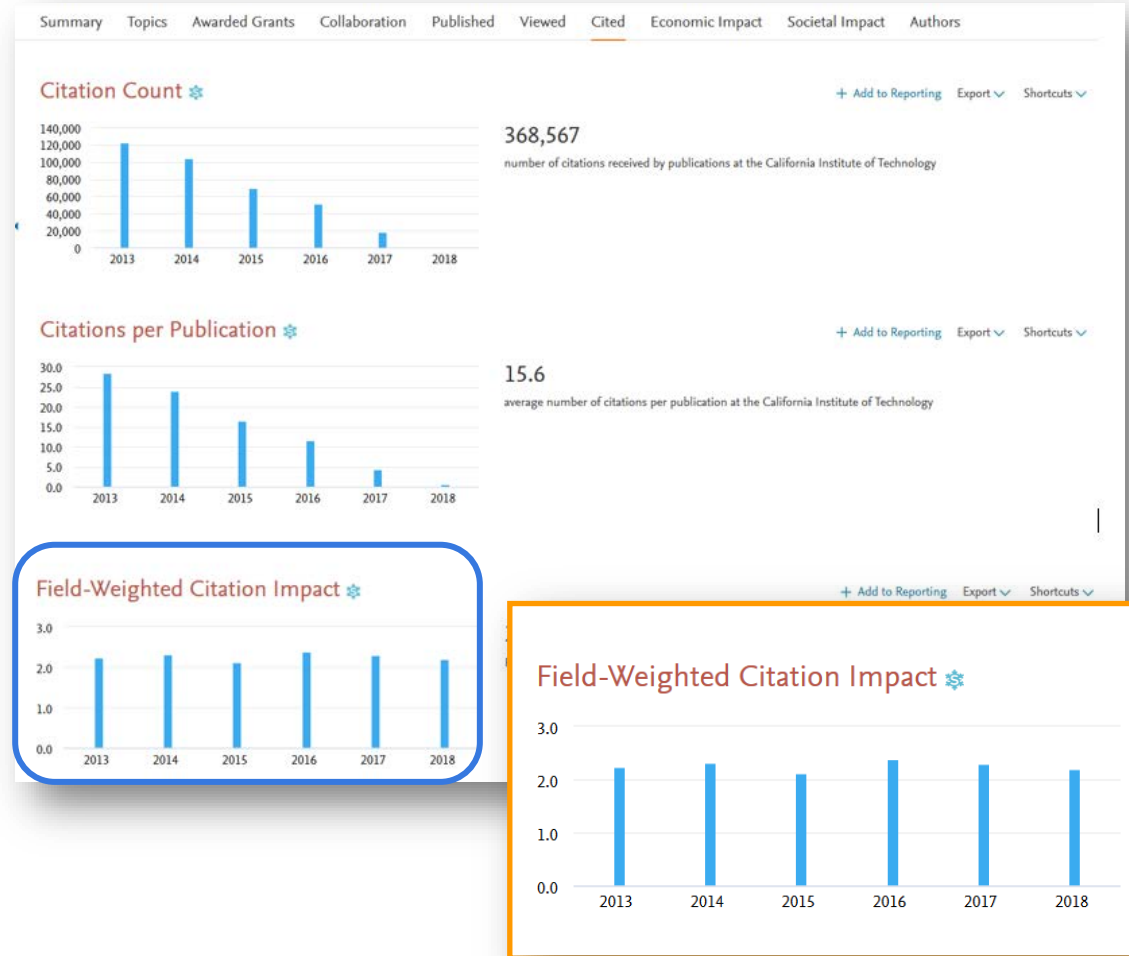 Summary Topics Awarded Grants Collaboration Published Viewed Cited Economic Impact Societal Impact Authors
Citation Count
+ Add to Reporting Export Shortcuts
140,000
120,000
100,000
80,000
60,000
40,000
20,000
0
2013 2014 2015 2016 2017 2018
368,567
number of citations received by publications at the California Institute of Technology
Citations per Publication
+ Add to Reporting Export Shortcuts
30.0
25.0
20.0
15.0
10.0
5.0
0.0
2013 2014 2015 2016 2017 2018
15.6
average number of citations per publication at the California Institute of Technology
Field-Weighted Citation Impact
+ Add to Reporting Export Shortcuts
3.0
2.0
1.0
0.0
2013 2014 2015 2016 2017 2018
Field-Weighted Citation Impact
3.0
2.0
1.0
0.0
2013 2014 2015 2016 2017 2018